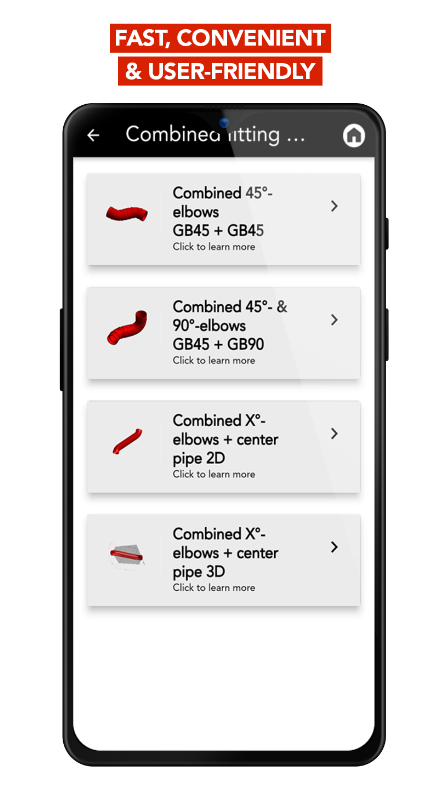 FAST, CONVENIENT
& USER-FRIENDLY
Combined fitting ...
Combined 45°-
elbows
GB45 + GB45
Click to learn more
Combined 45°- &
90°-elbows
GB45 + GB90
Click to learn more
Combined X°-
elbows + center
pipe 2D
Click to learn more
Combined X°-
elbows + center
pipe 3D
Click to learn more